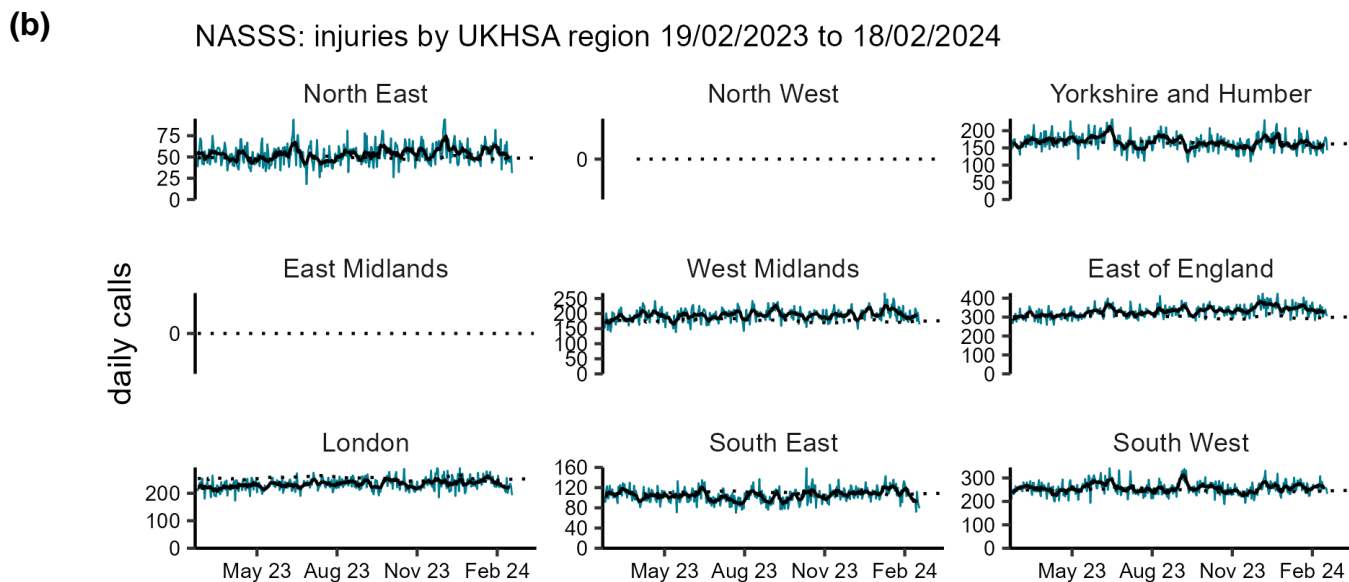 (b)
NASSS: injuries by UKHSA region 19/02/2023 to 18/02/2024
daily calls
North East
75
50
25
0
North West
0
Yorkshire and Humber
200
150
100
50
0
East Midlands
0
West Midlands
250
200
150
100
50
0
East of England
400
300
200
100
0
London
200
100
0
May 23 Aug 23 Nov 23 Feb 24
South East
160
120
80
40
0
May 23 Aug 23 Nov 23 Feb 24
South West
300
200
100
0
May 23 Aug 23 Nov 23 Feb 24